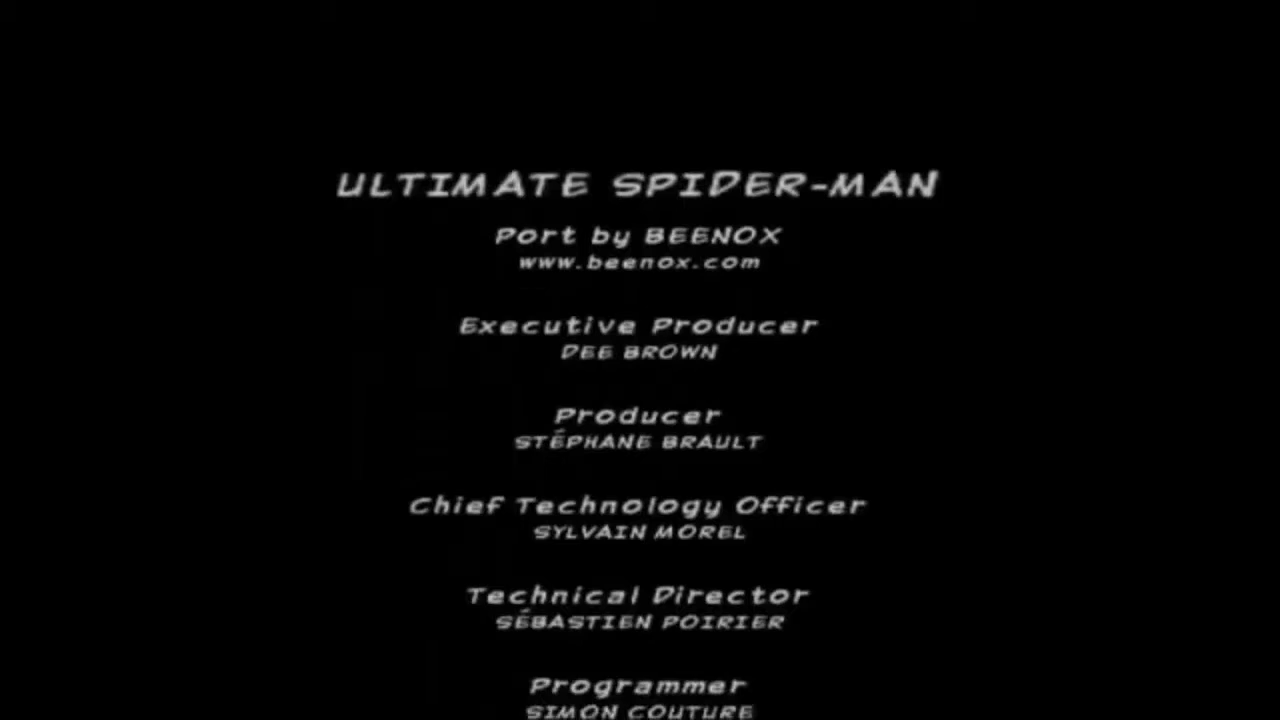 ULTIMATE SPIDER-MAN
Port by BEENOX
www.beenox.com
Executive Producer
DEE BROWN
Producer
STÉPHANE BRAULT
Chief Technology Officer
SYLVAIN MOREL
Technical Director
SÉBASTIEN POIRIER
Programmer
SIMON COUTURE